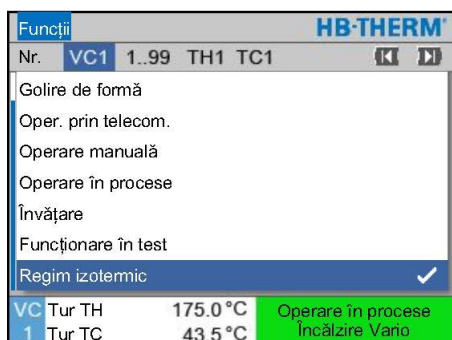 Funcții HB-THERM®
Nr. VC1 1..99 TH1 TC1
Golire de formă
Oper. prin telecom.
Operare manuală
Operare în procese
Învățare
Funcționare în test
Regim izotermic
VC Tur TH 175.0 °C Operare în procese
1 Tur TC 43.5 °C Încălzire Vario